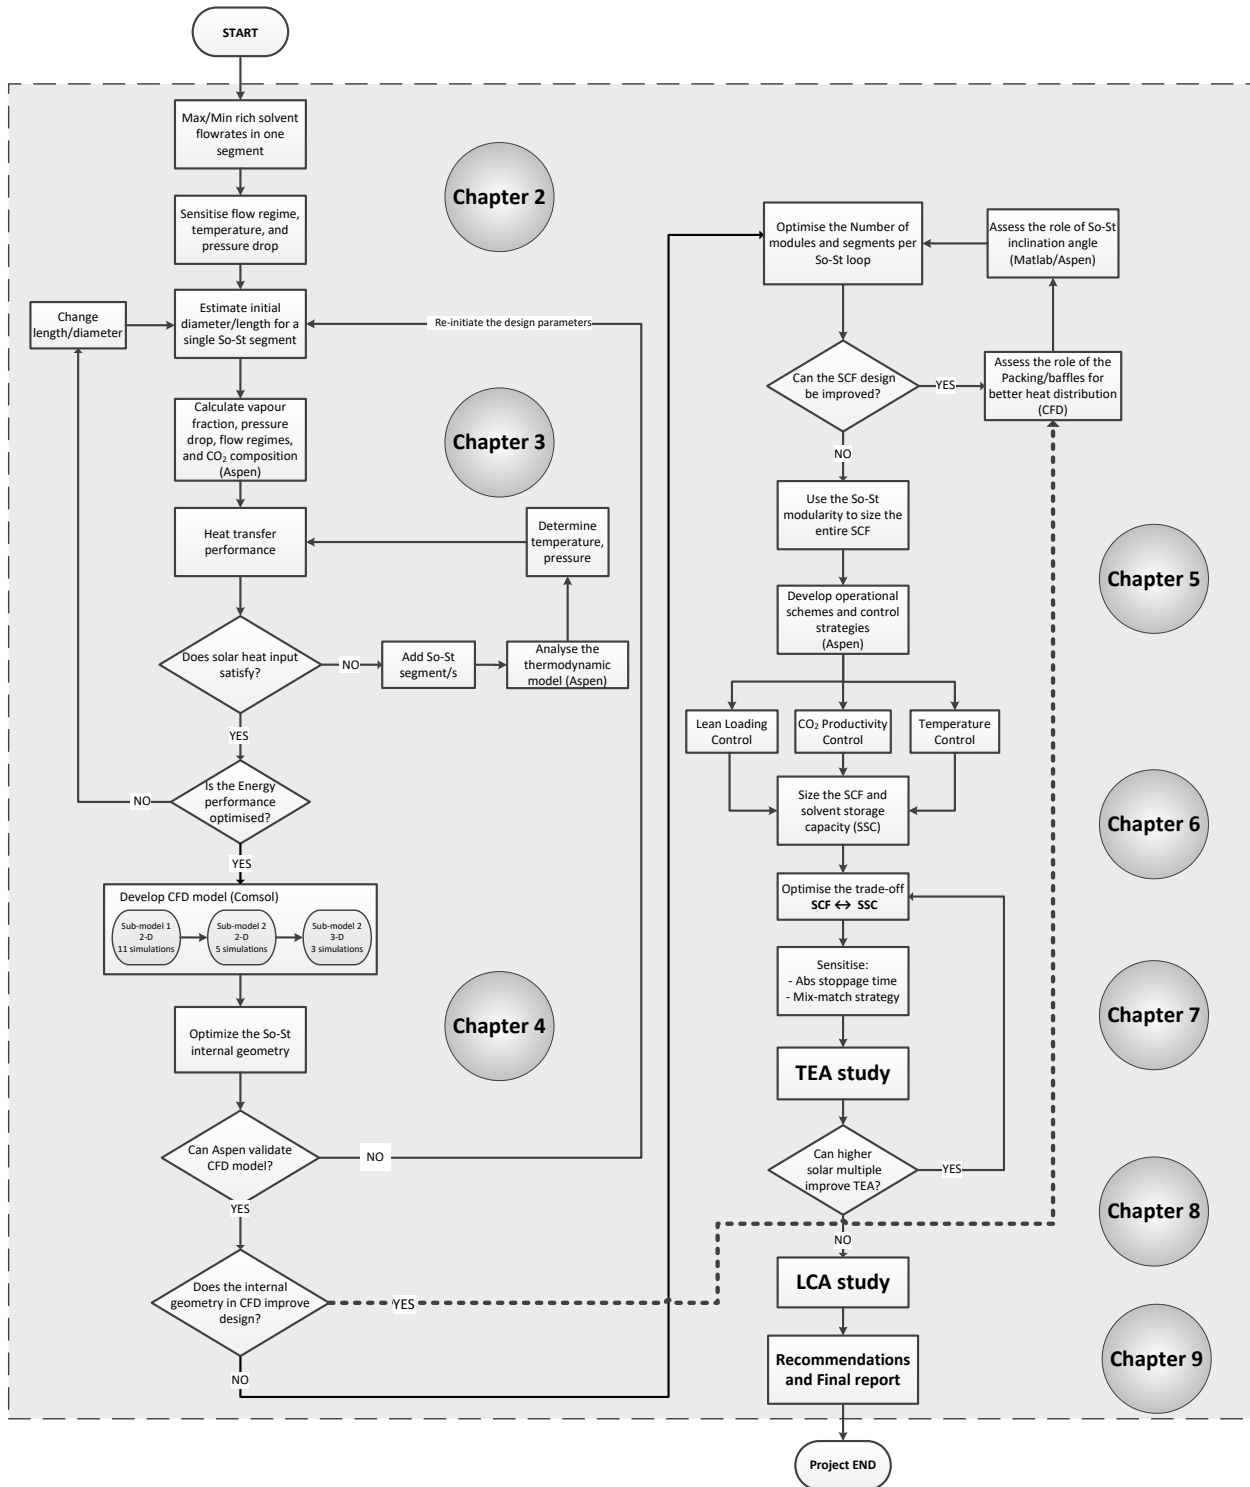 START
Max/Min rich solvent
flowrates in one
segment
Chapter 2
Sensitise flow regime,
temperature, and
pressure drop
Change
length/diameter
Estimate initial
diameter/length for a
single So-St segment
Re-initiate the design parameters
Calculate vapour
fraction, pressure
drop, flow regimes,
and CO₂ composition
(Aspen)
Chapter 3
Heat transfer
performance
Determine
temperature,
pressure
Does solar heat input
satisfy?
NO
Add So-St
segment/s
Analyse the
thermodynamic
model (Aspen)
YES
Is the Energy
performance
optimised?
NO
YES
Develop CFD model (Comsol)
Sub-model 1
2-D
11 simulations
Sub-model 2
2-D
5 simulations
Sub-model 2
3-D
3 simulations
Optimize the So-St
internal geometry
Chapter 4
Can Aspen validate
CFD model?
NO
YES
Does the internal
geometry in CFD improve
design?
YES
NO
Optimise the Number of
modules and segments per
So-St loop
Assess the role of So-St
inclination angle
(Matlab/Aspen)
Can the SCF design
be improved?
YES
Assess the role of the
Packing/baffles for
better heat distribution
(CFD)
NO
Use the So-St
modularity to size the
entire SCF
Chapter 5
Develop operational
schemes and control
strategies
(Aspen)
Lean Loading
Control
CO₂ Productivity
Control
Temperature
Control
Size the SCF and
solvent storage
capacity (SSC)
Chapter 6
Optimise the trade-off
SCF ↔ SSC
Sensitise:
- Abs stoppage time
- Mix-match strategy
Chapter 7
TEA study
Can higher
solar multiple
improve TEA?
YES
Chapter 8
NO
LCA study
Recommendations
and Final report
Chapter 9
Project END